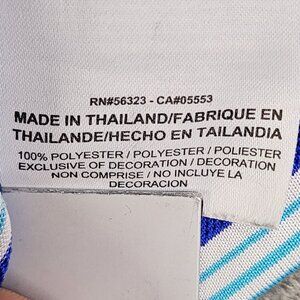 RN#56323 - CA#05553
MADE IN THAILAND/FABRIQUE EN
THAILANDE/HECHO EN TAILANDIA
100% POLYESTER / POLYESTER / POLIESTER
EXCLUSIVE OF DECORATION / DECORATION
NON COMPRISE / NO INCLUYE LA
DECORACION